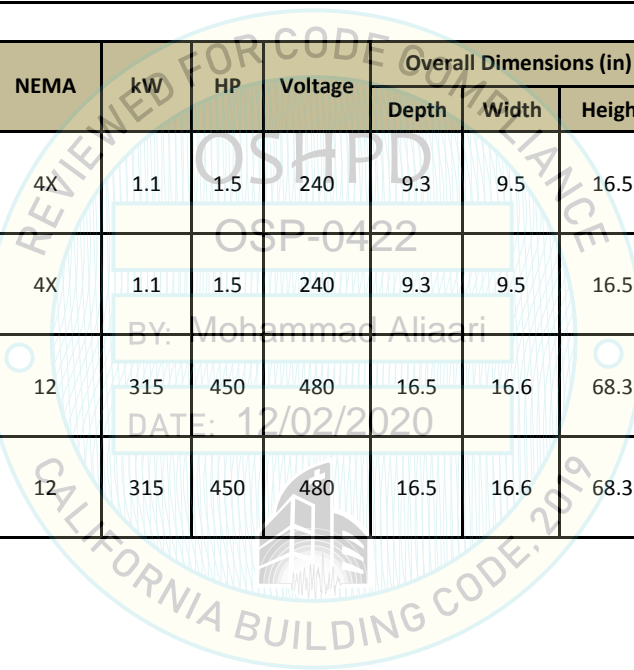 NEMA kW HP Voltage Overall Dimensions (in)
Depth Width Heigh
4X 1.1 1.5 240 9.3 9.5 16.5
4X 1.1 1.5 240 9.3 9.5 16.5
12 315 450 480 16.5 16.6 68.3
12 315 450 480 16.5 16.6 68.3
REVIEWED FOR CODE COMPLIANCE
OSHPD
OSP-0422
BY: Mohammad Aliaari
DATE: 12/02/2020
CALIFORNIA BUILDING CODE, 2019